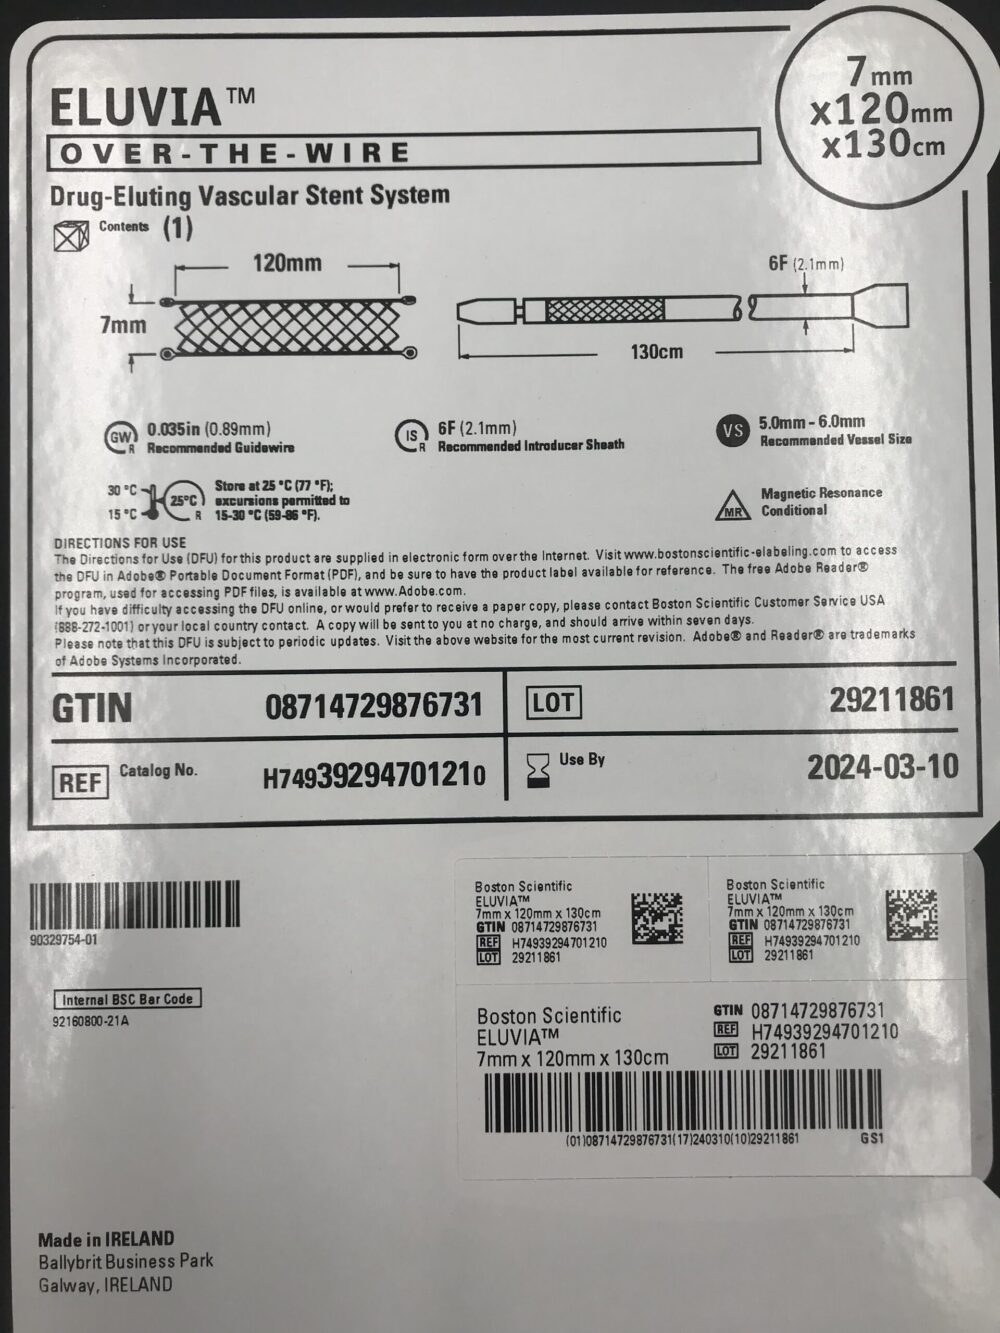 7mm
x120mm
x130cm
ELUVIA™
OVER-THE-WIRE
Drug-Eluting Vascular Stent System
Contents (1)
120mm
7mm
6F (2.1mm)
130cm
GW
R
0.035in (0.89mm)
Recommended Guidewire
IS
R
6F (2.1mm)
Recommended Introducer Sheath
VS
5.0mm - 6.0mm
Recommended Vessel Size
30 °C
15 °C
25°C
R
Store at 25 °C (77 °F);
excursions permitted to
15-30 °C (59-86 °F).
MR
Magnetic Resonance
Conditional
DIRECTIONS FOR USE
The Directions for Use (DFU) for this product are supplied in electronic form over the Internet. Visit www.bostonscientific-elabeling.com to access
the DFU in Adobe® Portable Document Format (PDF), and be sure to have the product label available for reference. The free Adobe Reader®
program, used for accessing PDF files, is available at www.Adobe.com.
If you have difficulty accessing the DFU online, or would prefer to receive a paper copy, please contact Boston Scientific Customer Service USA
(888-272-1001) or your local country contact. A copy will be sent to you at no charge, and should arrive within seven days.
Please note that this DFU is subject to periodic updates. Visit the above website for the most current revision. Adobe® and Reader® are trademarks
of Adobe Systems Incorporated.
GTIN 08714729876731
LOT 29211861
REF Catalog No. H74939294701210
Use By 2024-03-10
90329754-01
Internal BSC Bar Code
92160800-21A
Boston Scientific
ELUVIA™
7mm x 120mm x 130cm
GTIN 08714729876731
REF H74939294701210
LOT 29211861
Boston Scientific
ELUVIA™
7mm x 120mm x 130cm
GTIN 08714729876731
REF H74939294701210
LOT 29211861
Boston Scientific
ELUVIA™
7mm x 120mm x 130cm
GTIN 08714729876731
REF H74939294701210
LOT 29211861
(01)08714729876731(17)240310(10)29211861
GS1
Made in IRELAND
Ballybrit Business Park
Galway, IRELAND